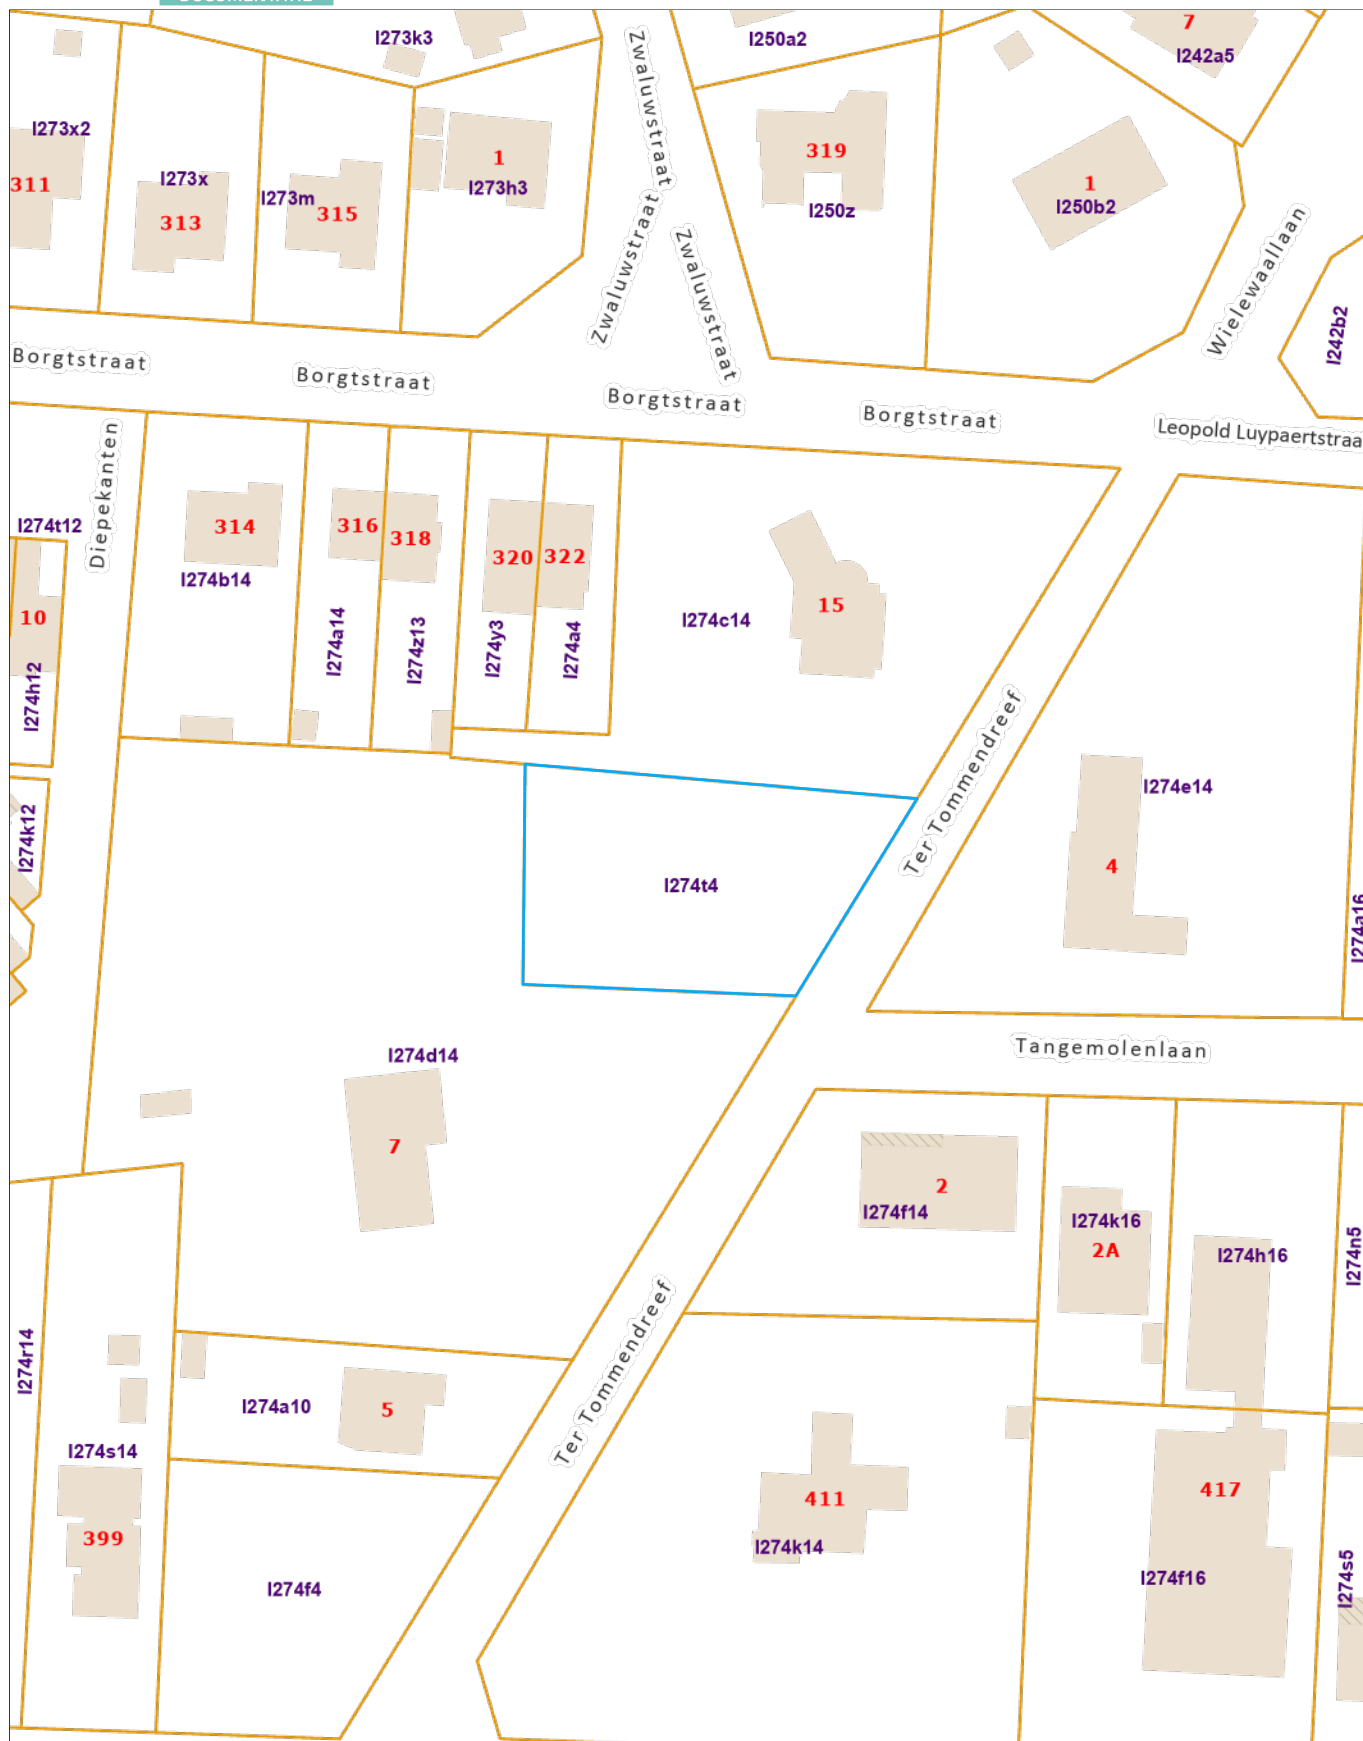 I273k3
I250a2
7
I242a5
Zwaluwstraat
I273x2
311
I273x
313
I273m
315
1
I273h3
319
I250z
1
I250b2
Zwaluwstraat
Zwaluwstraat
Wielewaallaan
I242b2
Borgtstraat
Borgtstraat
Borgtstraat
Borgtstraat
Leopold Luypaertstraa
Diepekanten
I274t12
314
I274b14
316
318
320
322
I274a14
I274z13
I274y3
I274a4
I274c14
15
10
I274h12
Ter Tommendreef
I274e14
4
I274k12
I274t4
I274a16
Tangemolenlaan
I274d14
7
2
I274f14
I274k16
2A
I274h16
I274n5
I274r14
I274a10
5
Ter Tommendreef
I274s14
399
I274f4
411
I274k14
417
I274f16
I274s5